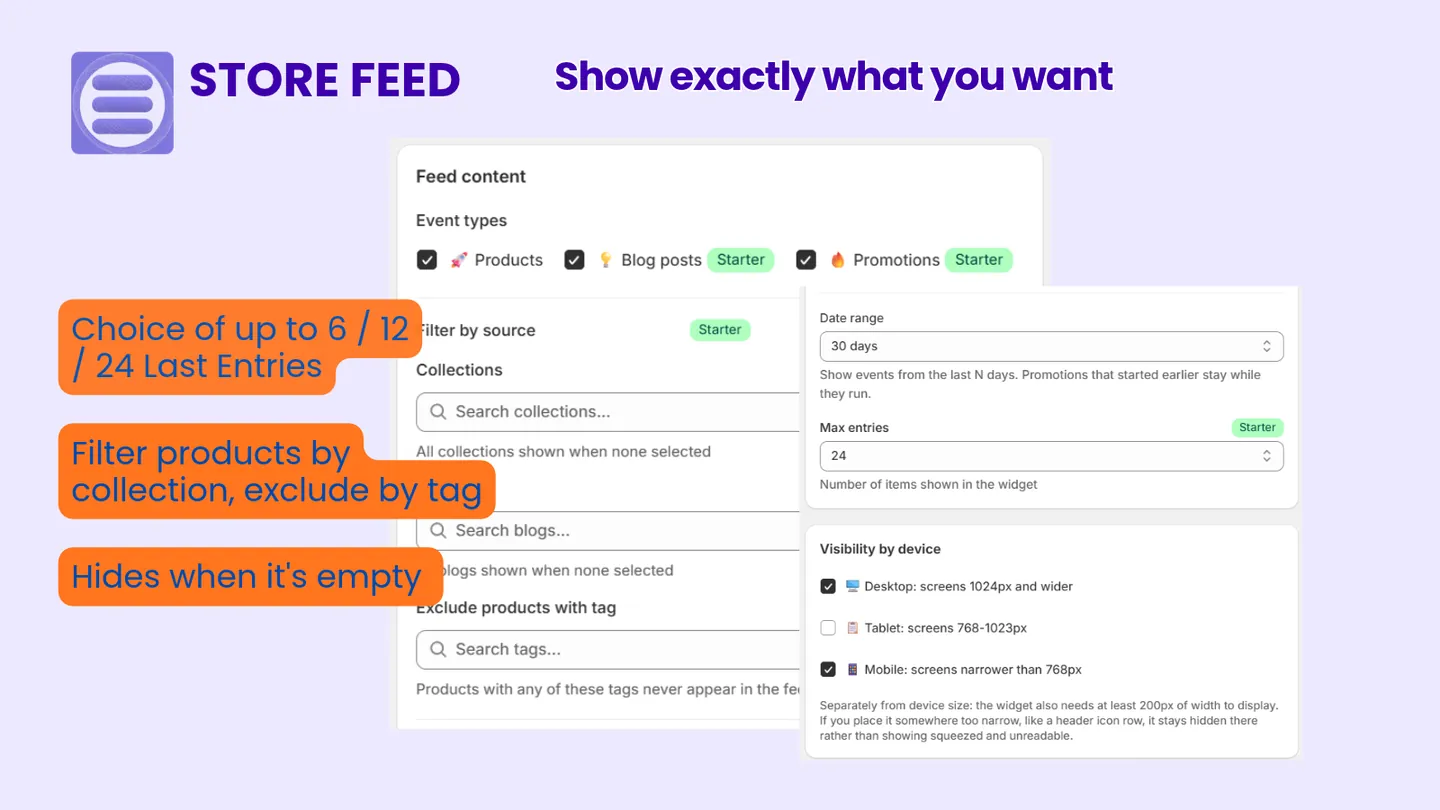 STORE FEED
Show exactly what you want
Feed content
Event types
Products
Blog posts
Starter
Promotions
Starter
Choice of up to 6 / 12
/ 24 Last Entries
Filter products by
collection, exclude by tag
Hides when it's empty
ilter by source
Starter
Collections
Search collections...
All collections shown when none selected
Search blogs...
logs shown when none selected
Exclude products with tag
Search tags...
Products with any of these tags never appear in the fee
Date range
30 days
Show events from the last N days. Promotions that started earlier stay while
they run.
Max entries
Starter
24
Number of items shown in the widget
Visibility by device
Desktop: screens 1024px and wider
Tablet: screens 768-1023px
Mobile: screens narrower than 768px
Separately from device size: the widget also needs at least 200px of width to display.
If you place it somewhere too narrow, like a header icon row, it stays hidden there
rather than showing squeezed and unreadable.